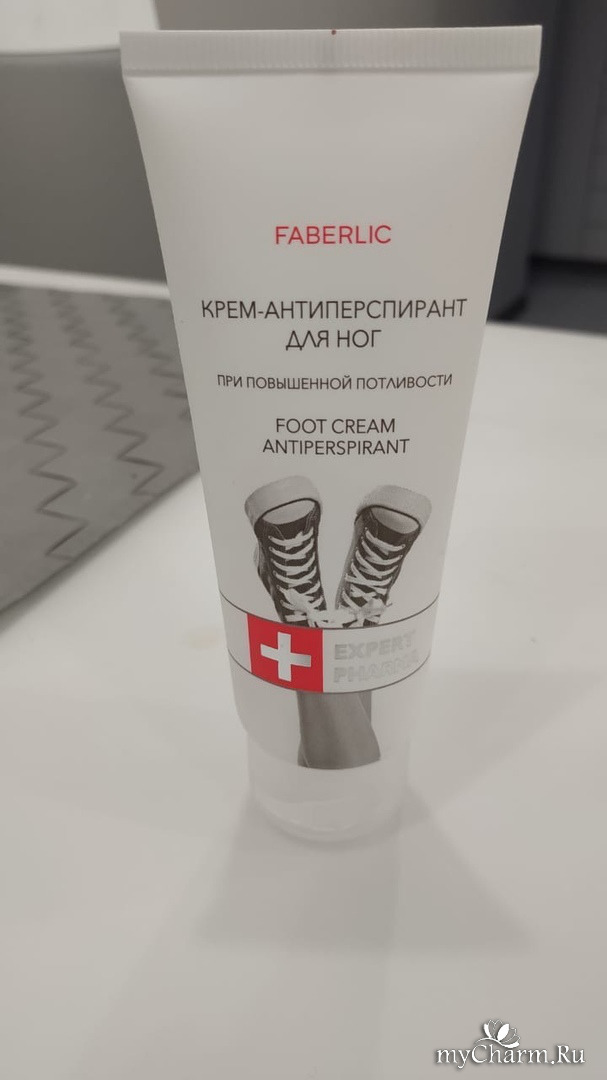 FABERLIC
КРЕМ-АНТИПЕРСПИРАНТ
ДЛЯ НОГ
ПРИ ПОВЫШЕННОЙ ПОТЛИВОСТИ
FOOT CREAM
ANTIPERSPIRANT
EXPERT
PHARMA
myCharm.Ru